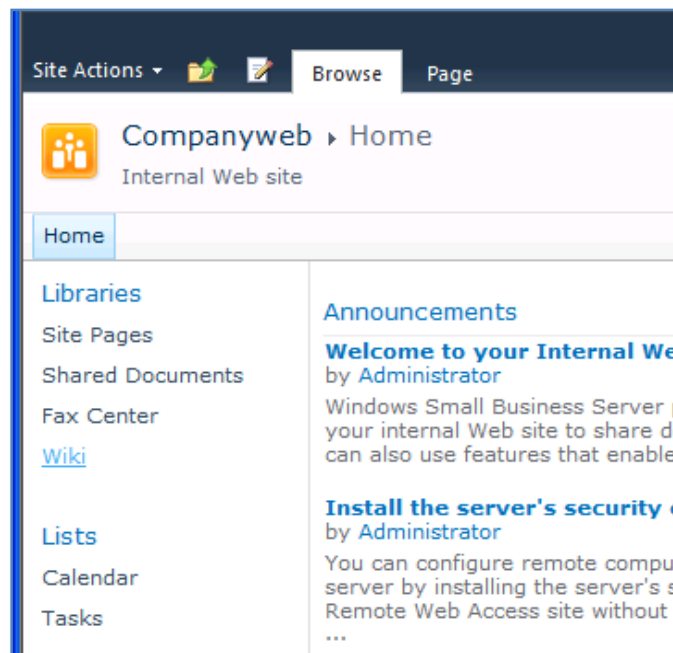 Site Actions
Browse
Page
Companyweb ▸ Home
Internal Web site
Home
Libraries
Site Pages
Shared Documents
Fax Center
Wiki
Lists
Calendar
Tasks
Announcements
Welcome to your Internal
by Administrator
Windows Small Business Server
your internal Web site to share
can also use features that enable
Install the server's security
by Administrator
You can configure remote
server by installing the server's
Remote Web Access site without
...